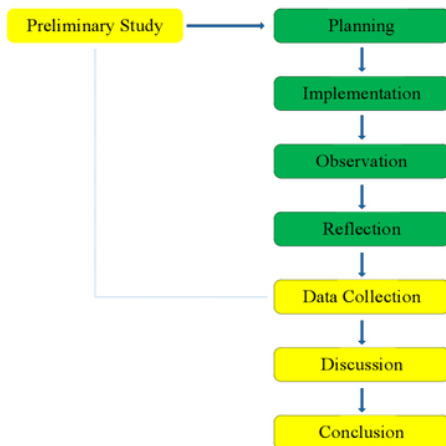 Preliminary Study
Planning
Implementation
Observation
Reflection
Data Collection
Discussion
Conclusion